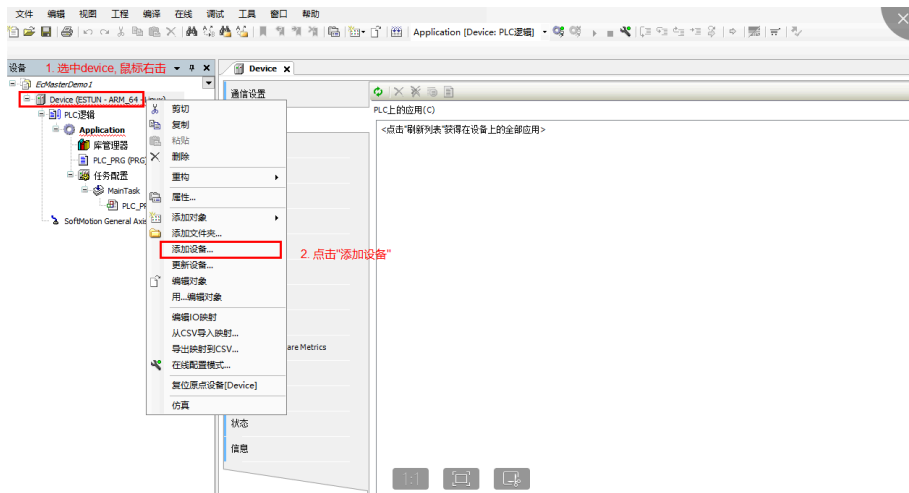 文件 编辑 视图 工程 编译 在线 调试 工具 窗口 帮助
Application [Device: PLC逻辑]
设备 1. 选中device, 鼠标右击
Device
EcMasterDemo1
Device (ESTUN - ARM_64 - Linux)
PLC逻辑
Application
库管理器
PLC_PRG (PRG)
任务配置
MainTask
PLC_PR
SoftMotion General Axis
剪切
复制
粘贴
删除
重构
属性...
添加对象
添加文件夹...
添加设备...
更新设备...
编辑对象
用...编辑对象
编辑IO映射
从CSV导入映射...
导出映射到CSV...
在线配置模式...
复位原点设备[Device]
仿真
2. 点击"添加设备"
通信设置
are Metrics
状态
信息
PLC上的应用(C)
<点击"刷新列表"获得在设备上的全部应用>
1:1